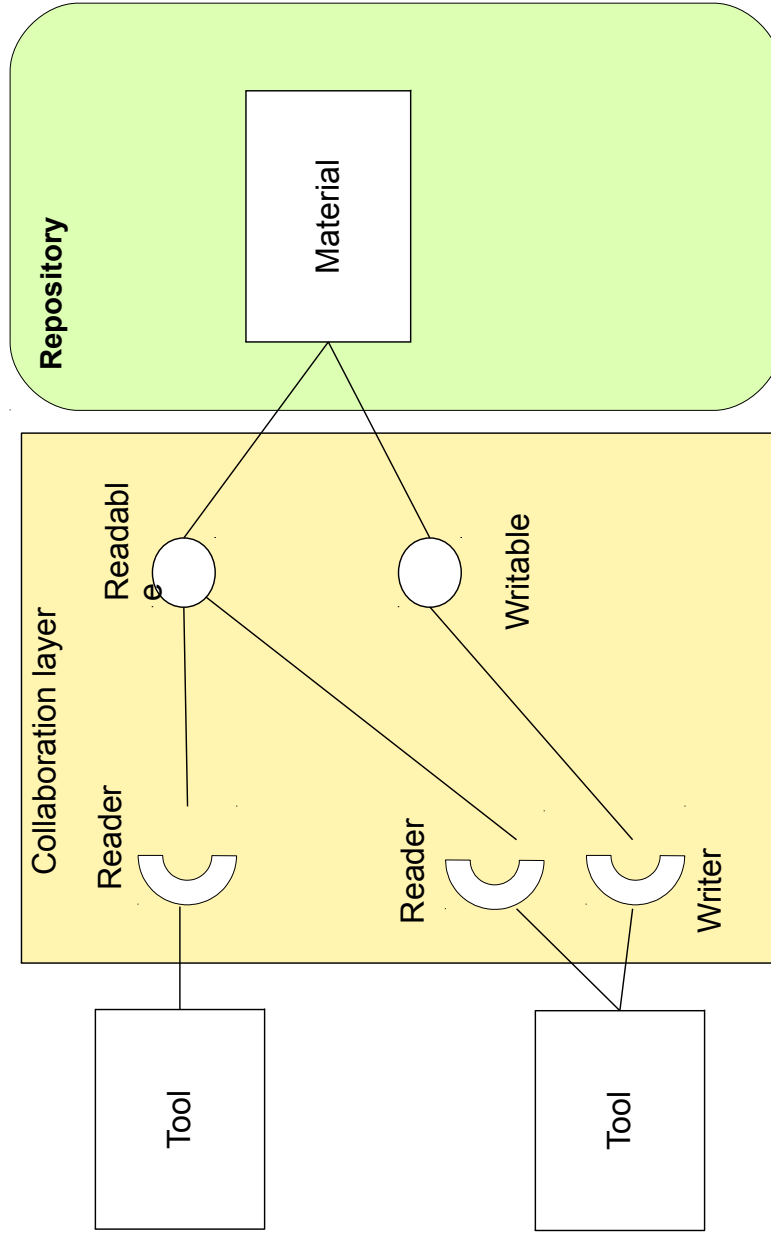 Collaboration layer
Repository
Reader
Readabl
e
Tool
Material
Reader
Writable
Tool
Writer